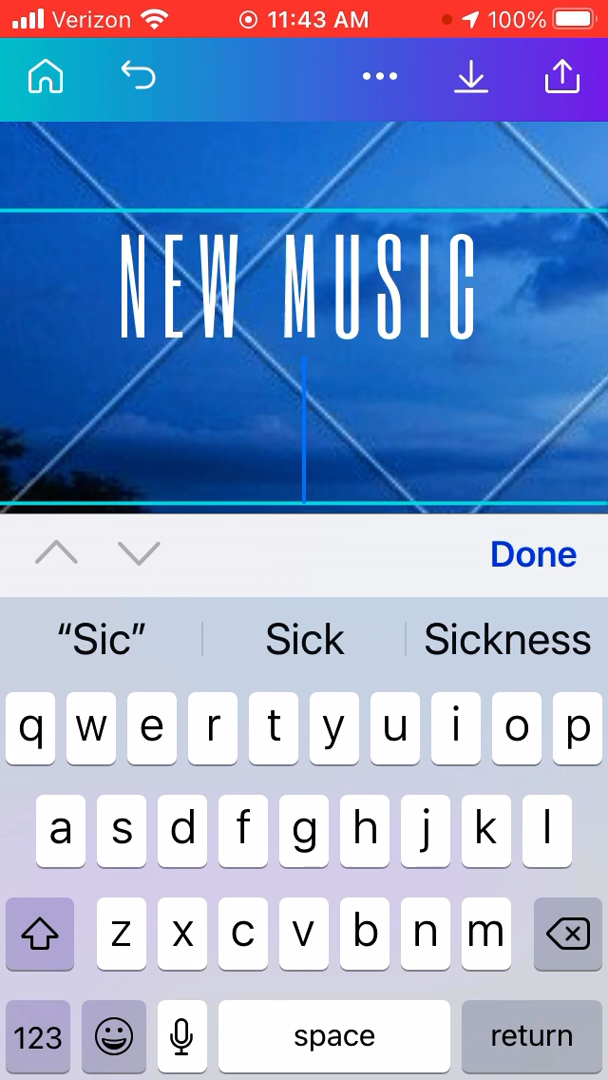 Verizon 11:43 AM 100%
NEW MUSIC
Done
“Sic” Sick Sickness
q w e r t y u i o p
a s d f g h j k l
z x c v b n m
123 space return